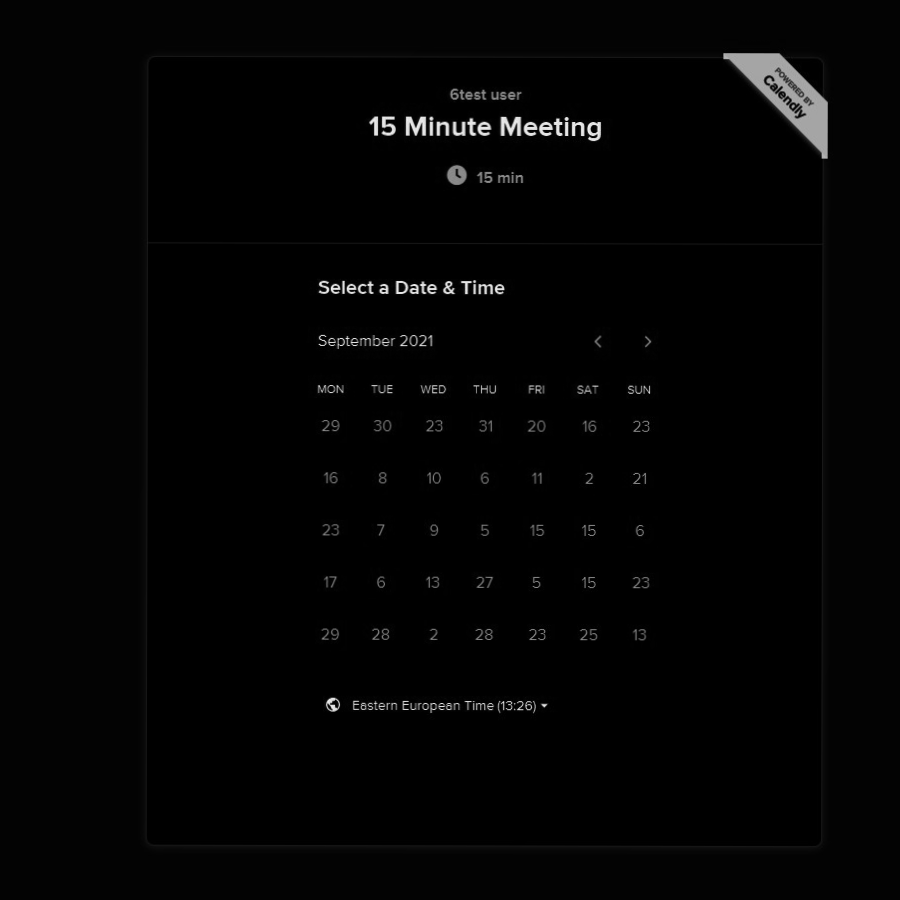 POWERED BY
Calendly
6test user
15 Minute Meeting
15 min
Select a Date & Time
September 2021
MON TUE WED THU FRI SAT SUN
29 30 23 31 20 16 23
16 8 10 6 11 2 21
23 7 9 5 15 15 6
17 6 13 27 5 15 23
29 28 2 28 23 25 13
Eastern European Time (13:26)